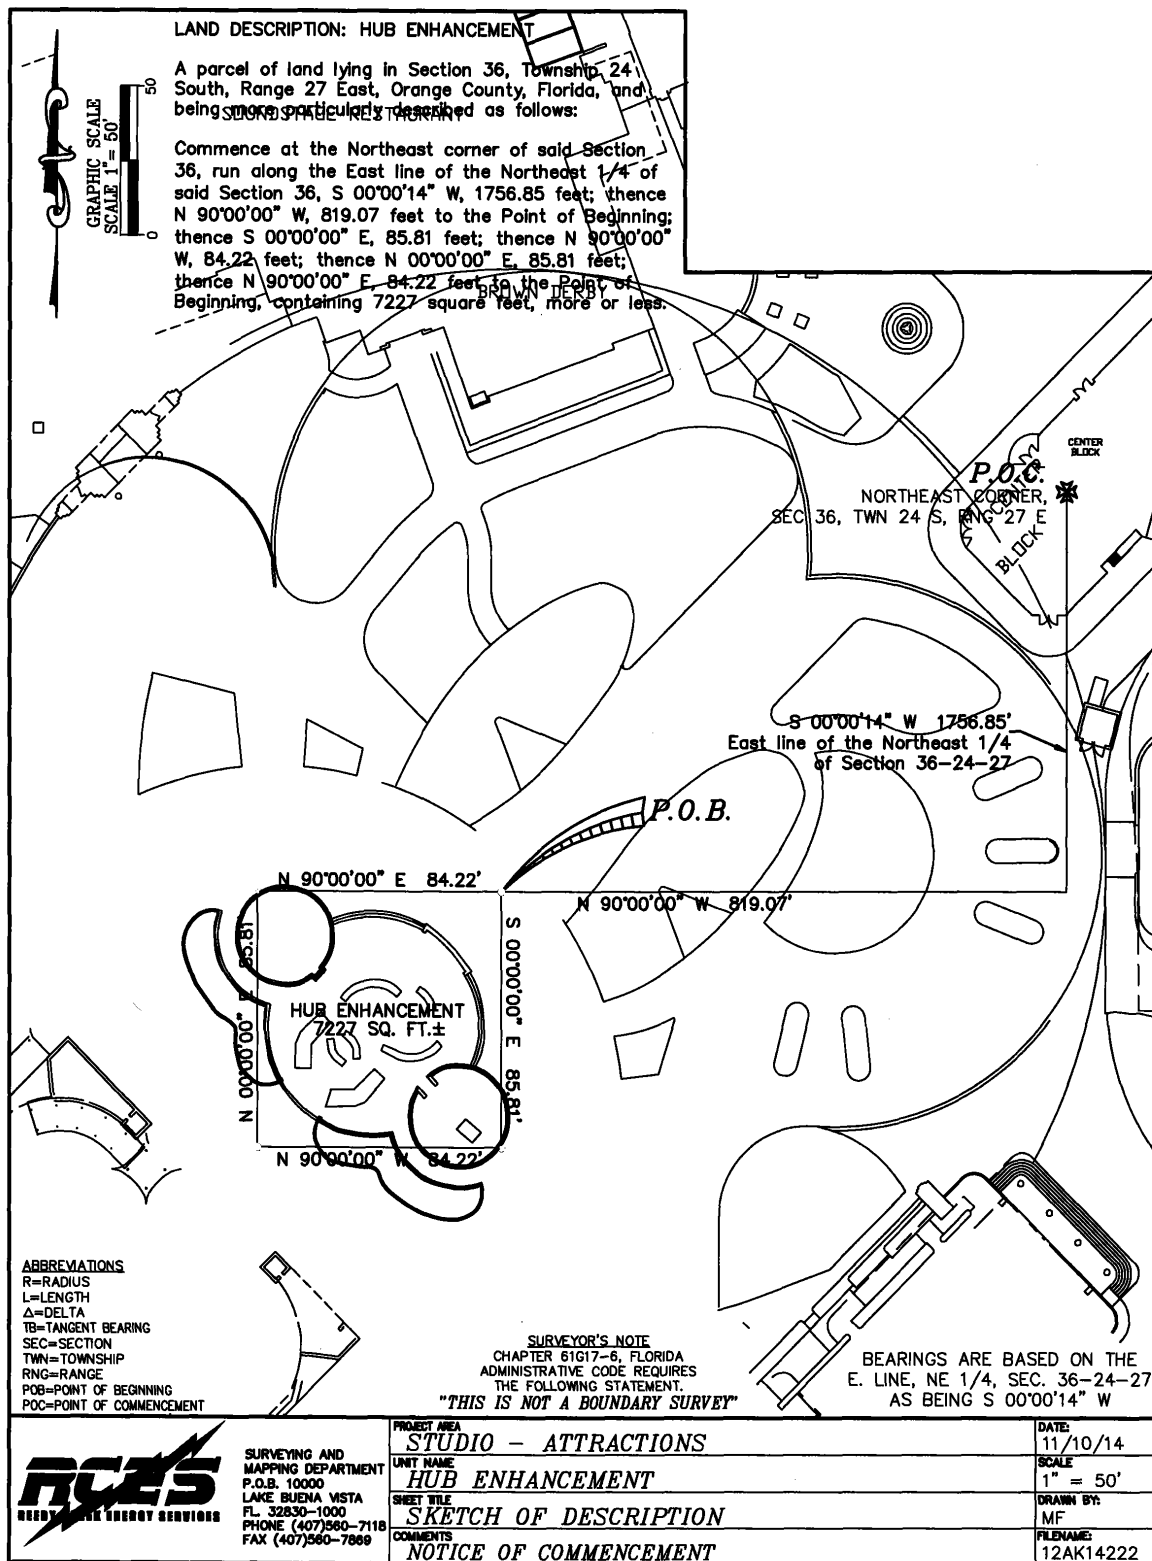 LAND DESCRIPTION: HUB ENHANCEMENT
A parcel of land lying in Section 36, Township 24
South, Range 27 East, Orange County, Florida, and
being more particularly described as follows:
SOUNDSTAGE RESTAURANT
Commence at the Northeast corner of said Section
36, run along the East line of the Northeast 1/4 of
said Section 36, S 00°00'14" W, 1756.85 feet; thence
N 90°00'00" W, 819.07 feet to the Point of Beginning;
thence S 00°00'00" E, 85.81 feet; thence N 90°00'00"
W, 84.22 feet; thence N 00°00'00" E, 85.81 feet;
thence N 90°00'00" E, 84.22 feet to the Point of
Beginning, containing 7227 square feet, more or less.
BROWN DERBY
GRAPHIC SCALE
SCALE 1"= 50'
0
50
CENTER
BLOCK
P.O.C.
NORTHEAST CORNER,
SEC 36, TWN 24 S, RNG 27 E
CENTER
BLOCK
S 00°00'14" W 1756.85'
East line of the Northeast 1/4
of Section 36-24-27
P.O.B.
N 90°00'00" E 84.22'
N 90°00'00" W 819.07'
S 00°00'00" E 85.81'
N 00°00'00" E 85.81'
HUB ENHANCEMENT
7227 SQ. FT.±
N 90°00'00" W 84.22'
ABBREVIATIONS
R=RADIUS
L=LENGTH
Δ=DELTA
TB=TANGENT BEARING
SEC=SECTION
TWN=TOWNSHIP
RNG=RANGE
POB=POINT OF BEGINNING
POC=POINT OF COMMENCEMENT
SURVEYOR'S NOTE
CHAPTER 61G17-6, FLORIDA
ADMINISTRATIVE CODE REQUIRES
THE FOLLOWING STATEMENT.
"THIS IS NOT A BOUNDARY SURVEY"
BEARINGS ARE BASED ON THE
E. LINE, NE 1/4, SEC. 36-24-27
AS BEING S 00°00'14" W
RCES
REEDY CREEK ENERGY SERVICES
SURVEYING AND
MAPPING DEPARTMENT
P.O.B. 10000
LAKE BUENA VISTA
FL. 32830-1000
PHONE (407)560-7118
FAX (407)560-7869
PROJECT AREA
STUDIO - ATTRACTIONS
UNIT NAME
HUB ENHANCEMENT
SHEET TITLE
SKETCH OF DESCRIPTION
COMMENTS
NOTICE OF COMMENCEMENT
DATE:
11/10/14
SCALE
1" = 50'
DRAWN BY:
MF
FILENAME:
12AK14222